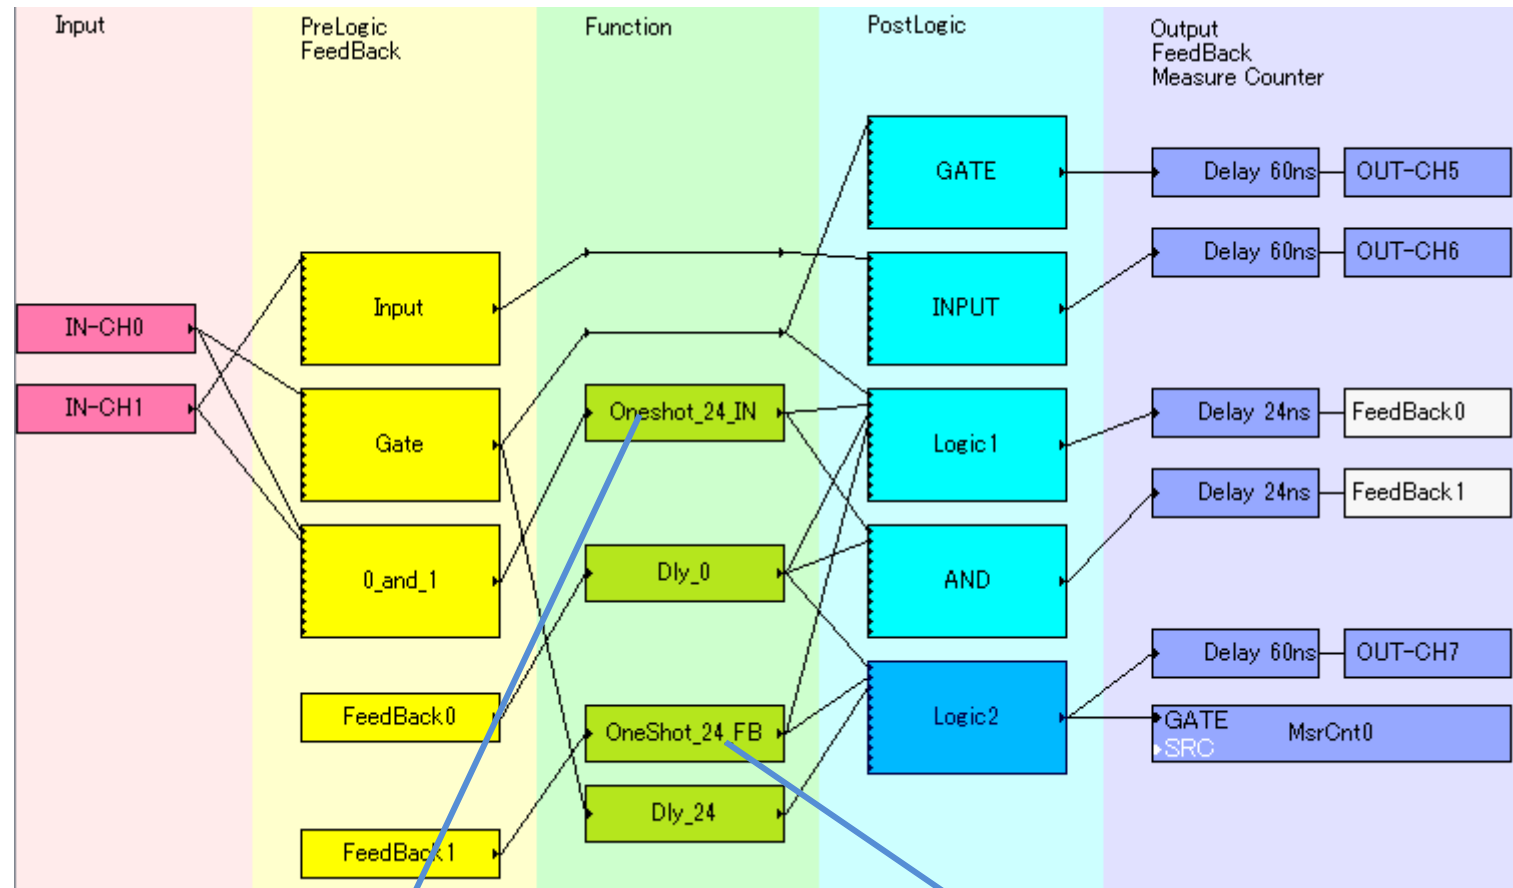 Input
PreLogic
FeedBack
Function
PostLogic
Output
FeedBack
Measure Counter
IN-CH0
IN-CH1
Input
Gate
0_and_1
FeedBack0
FeedBack1
Oneshot_24_IN
Dly_0
OneShot_24_FB
Dly_24
GATE
INPUT
Logic1
AND
Logic2
Delay 60ns
OUT-CH5
Delay 60ns
OUT-CH6
Delay 24ns
FeedBack0
Delay 24ns
FeedBack1
Delay 60ns
OUT-CH7
GATE
MsrCnt0
SRC